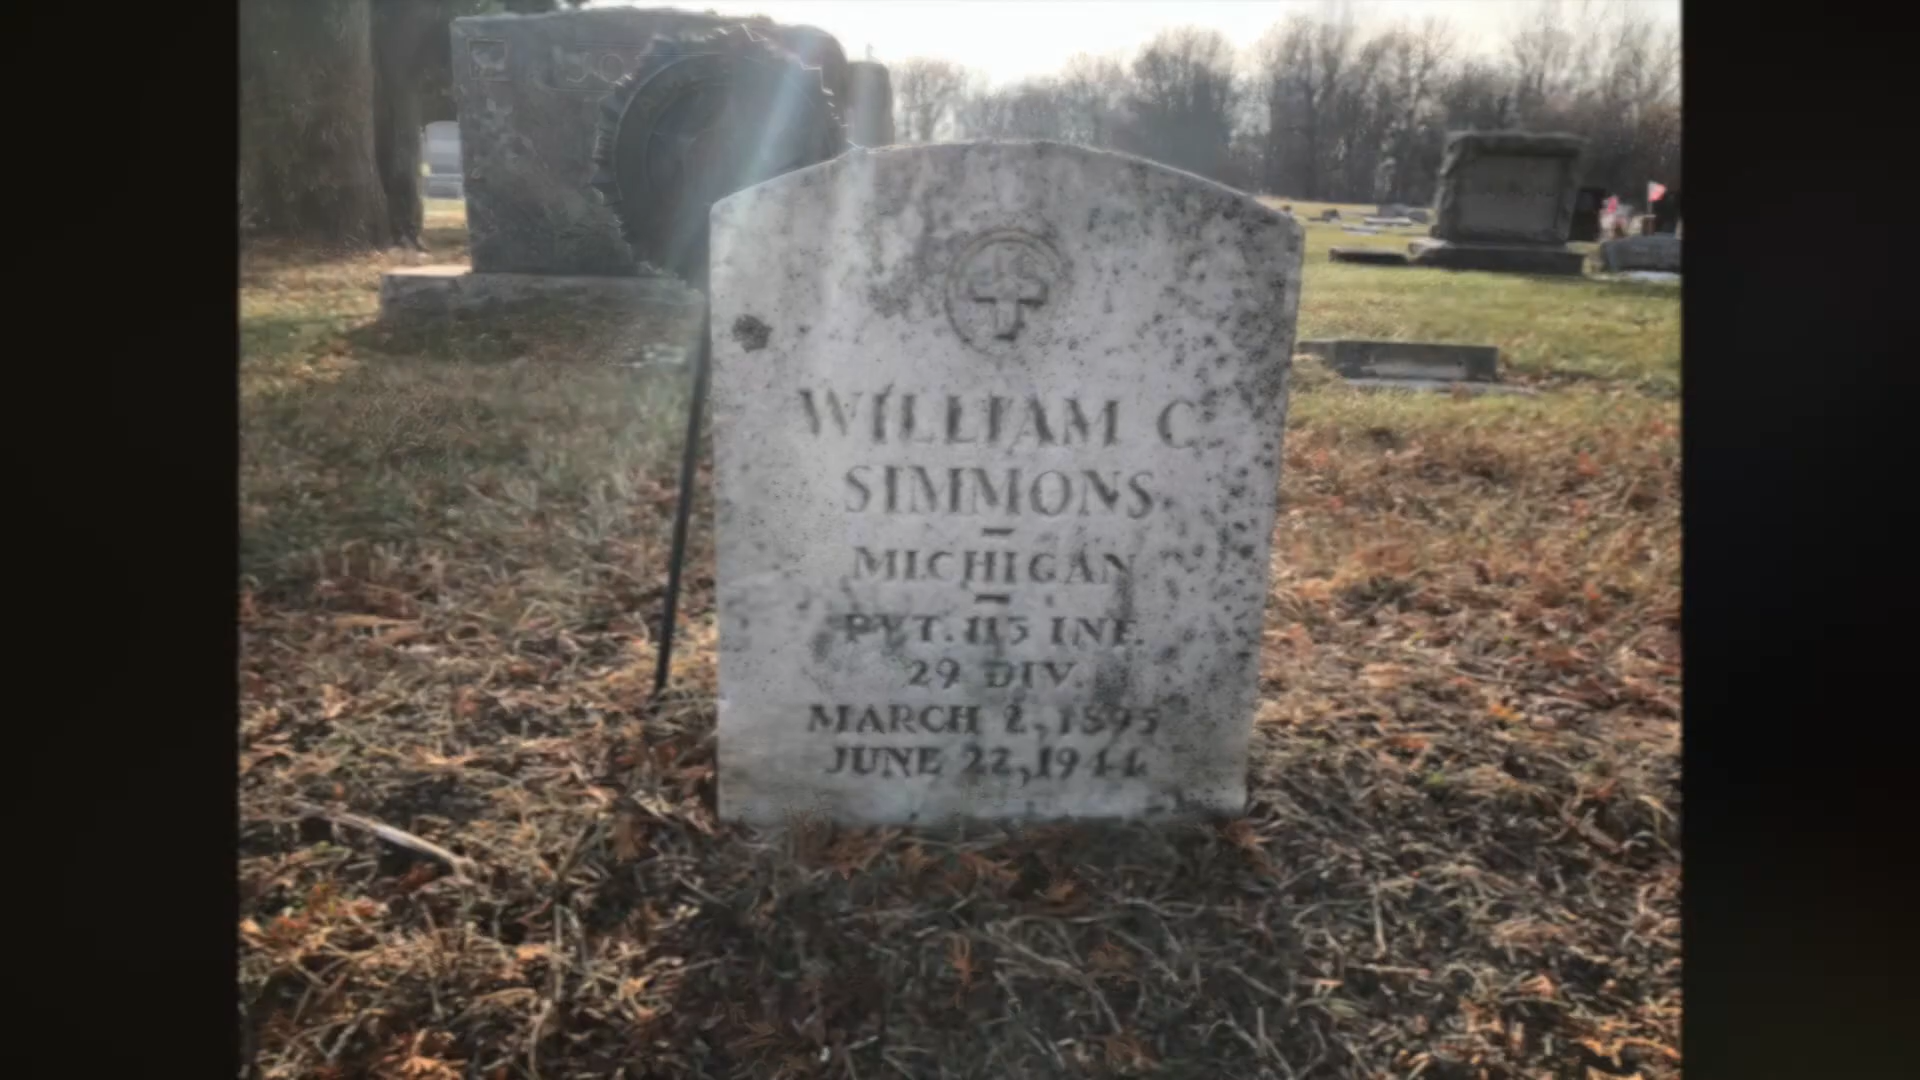 WILLIAM C.
SIMMONS
MICHIGAN
PVT. 115 INF.
29 DIV.
MARCH 2, 1895
JUNE 22, 1944